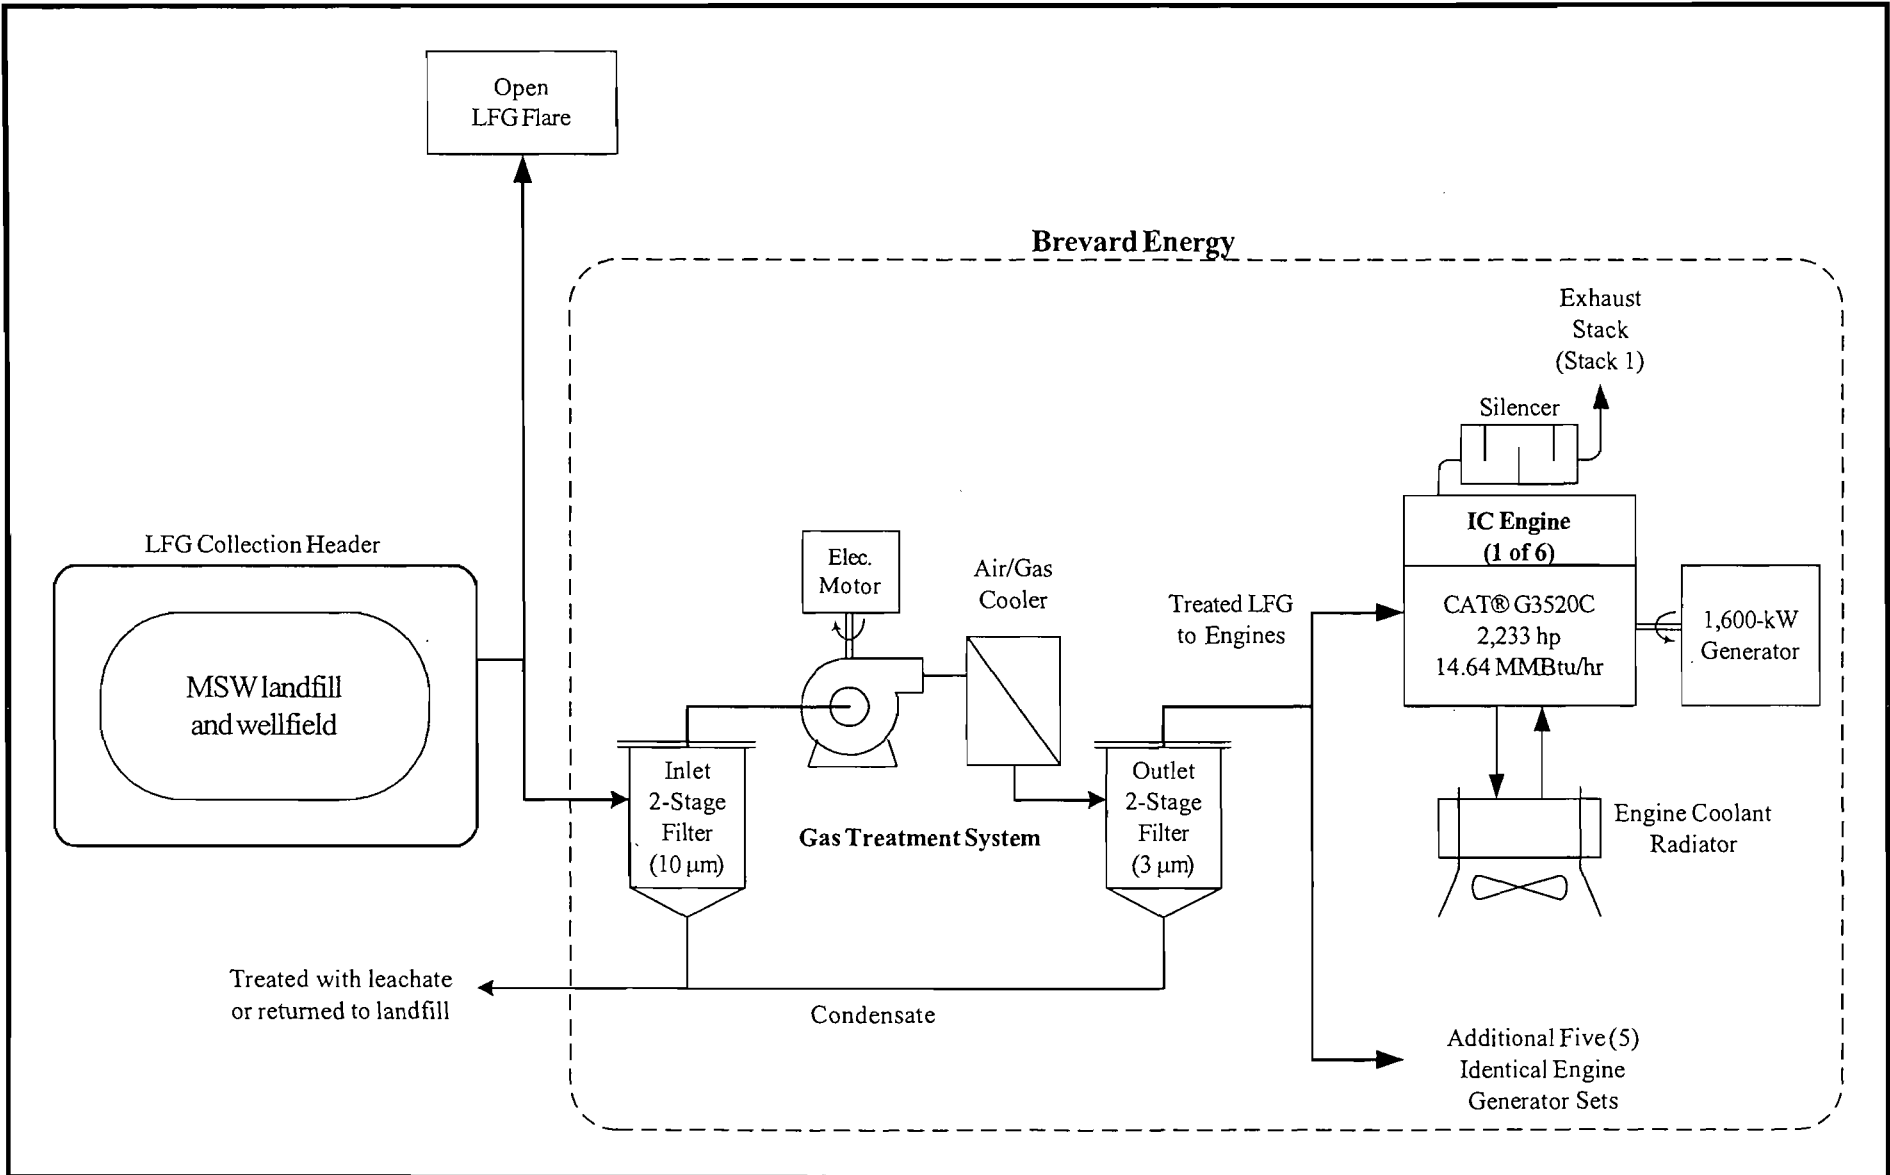 Open
LFG Flare
Brevard Energy
Exhaust
Stack
(Stack 1)
Silencer
LFG Collection Header
MSW landfill
and wellfield
Elec.
Motor
Air/Gas
Cooler
Treated LFG
to Engines
IC Engine
(1 of 6)
CAT® G3520C
2,233 hp
14.64 MMBtu/hr
1,600-kW
Generator
Inlet
2-Stage
Filter
(10 µm)
Gas Treatment System
Outlet
2-Stage
Filter
(3 µm)
Engine Coolant
Radiator
Treated with leachate
or returned to landfill
Condensate
Additional Five (5)
Identical Engine
Generator Sets